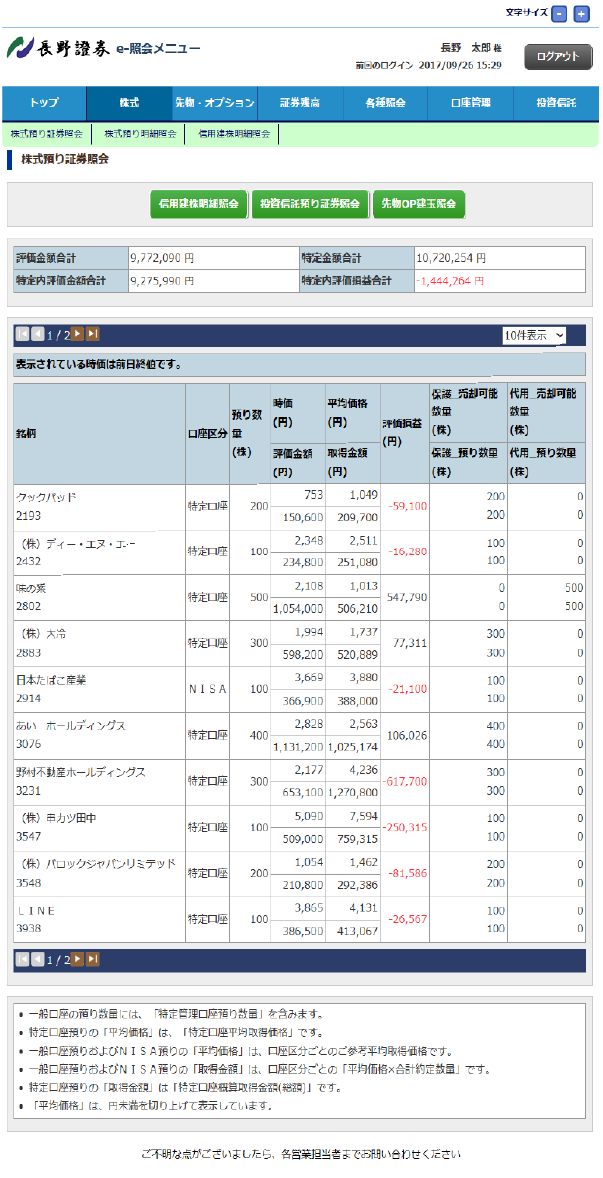 文字サイズ - +
長野證券 e-照会メニュー
長野 太郎 様
前回のログイン 2017/09/26 15:29
ログアウト
トップ 株式 先物・オプション 証券残高 各種照会 口座管理 投資信託
株式預り証券照会 株式預り明細照会 信用建株明細照会
株式預り証券照会
信用建株明細照会 投資信託預り証券照会 先物OP建玉照会
評価金額合計 9,772,090 円 特定金額合計 10,720,254 円
特定内評価金額合計 9,275,990 円 特定内評価損益合計 -1,444,264 円
1 / 2 10件表示
表示されている時価は前日終値です。
銘柄 口座区分 預り数量(株) 時価(円) 平均価格(円) 評価損益(円) 保護_売却可能数量(株) 代用_売却可能数量(株)
評価金額(円) 取得金額(円) 保護_預り数量(株) 代用_預り数量(株)
クックパッド 特定口座 200 753 1,049 -59,100 200 0
2193 150,600 209,700 200 0
(株)ディー・エヌ・エー 特定口座 100 2,348 2,511 -16,280 100 0
2432 234,800 251,080 100 0
味の素 特定口座 500 2,108 1,013 547,790 0 500
2802 1,054,000 506,210 0 500
(株)大冷 特定口座 300 1,994 1,737 77,311 300 0
2883 598,200 520,889 300 0
日本たばこ産業 NISA 100 3,669 3,880 -21,100 100 0
2914 366,900 388,000 100 0
あい ホールディングス 特定口座 400 2,828 2,563 106,026 400 0
3076 1,131,200 1,025,174 400 0
野村不動産ホールディングス 特定口座 300 2,177 4,236 -617,700 300 0
3231 653,100 1,270,800 300 0
(株)串カツ田中 特定口座 100 5,090 7,594 -250,315 100 0
3547 509,000 759,315 100 0
(株)バロックジャパンリミテッド 特定口座 200 1,054 1,462 -81,586 200 0
3548 210,800 292,386 200 0
LINE 特定口座 100 3,865 4,131 -26,567 100 0
3938 386,500 413,067 100 0
1 / 2
• 一般口座の預り数量には、「特定管理口座預り数量」を含みます。
• 特定口座預りの「平均価格」は、「特定口座平均取得価格」です。
• 一般口座預りおよびNISA預りの「平均価格」は、口座区分ごとのご参考平均取得価格です。
• 一般口座預りおよびNISA預りの「取得金額」は、口座区分ごとの「平均価格×合計約定数量」です。
• 特定口座預りの「取得金額」は「特定口座概算取得金額(総額)」です。
• 「平均価格」は、円未満を切り上げて表示しています。
ご不明な点がございましたら、各営業担当者までお問い合わせください